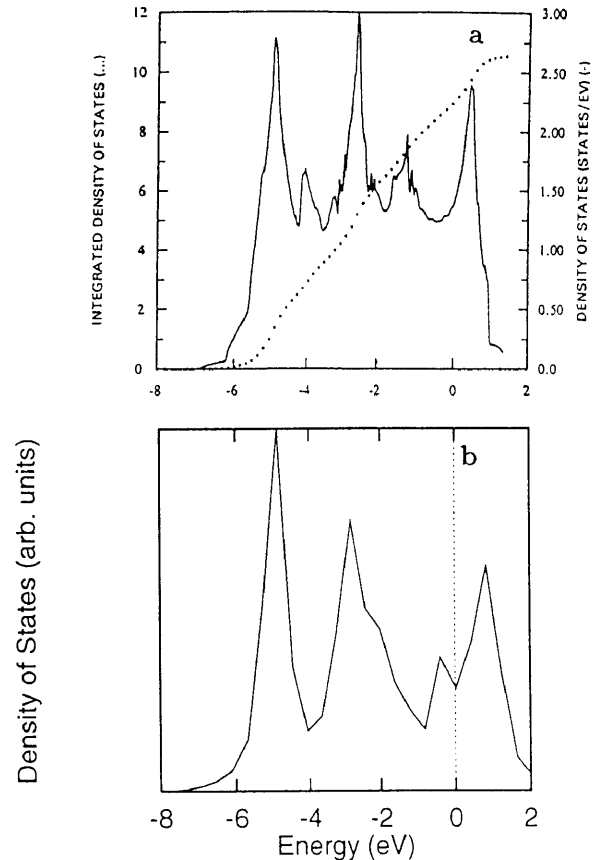 a
INTEGRATED DENSITY OF STATES (...)
12
10
8
6
4
2
0
3.00
2.50
2.00
1.50
1.00
0.50
0.0
DENSITY OF STATES (STATES/EV) (-)
-8 -6 -4 -2 0 2
b
Density of States (arb. units)
-8 -6 -4 -2 0 2
Energy (eV)